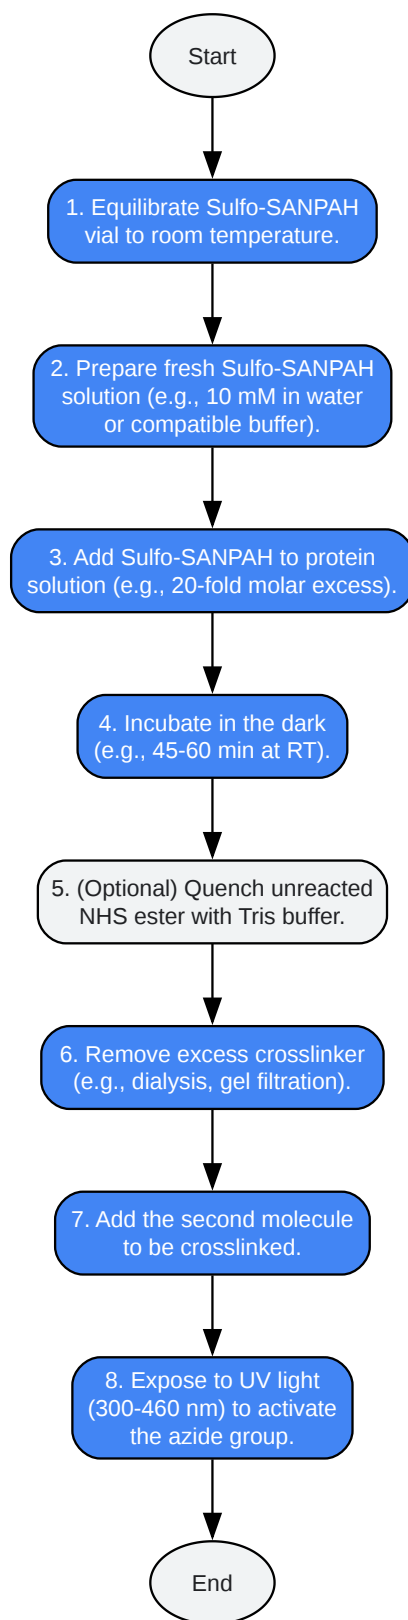 Start
1. Equilibrate Sulfo-SANPAH
vial to room temperature.
2. Prepare fresh Sulfo-SANPAH
solution (e.g., 10 mM in water
or compatible buffer).
3. Add Sulfo-SANPAH to protein
solution (e.g., 20-fold molar excess).
4. Incubate in the dark
(e.g., 45-60 min at RT).
5. (Optional) Quench unreacted
NHS ester with Tris buffer.
6. Remove excess crosslinker
(e.g., dialysis, gel filtration).
7. Add the second molecule
to be crosslinked.
8. Expose to UV light
(300-460 nm) to activate
the azide group.
End